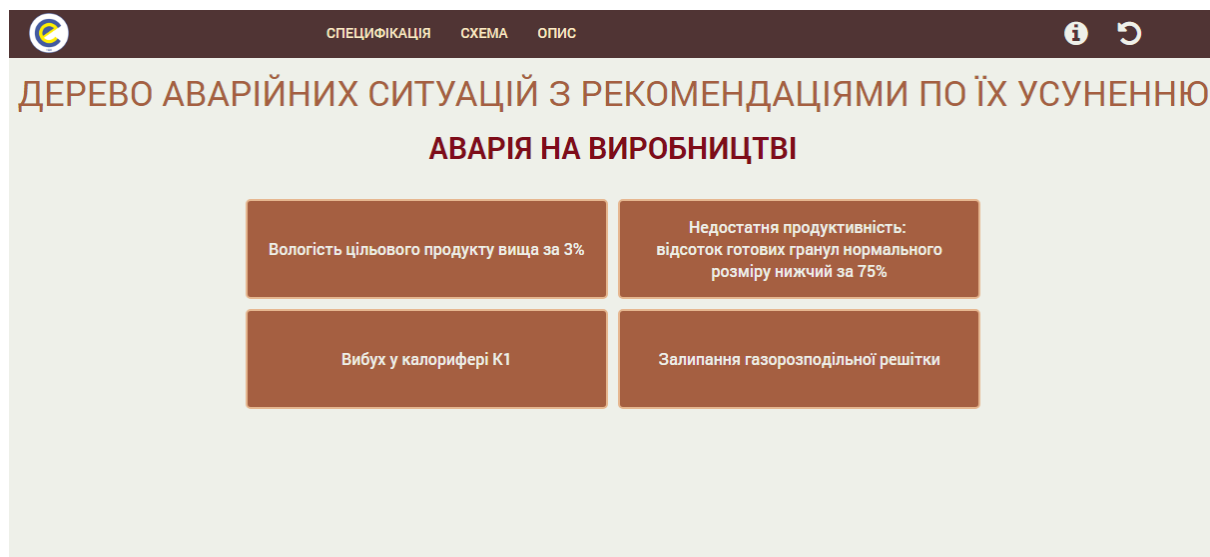 СПЕЦИФІКАЦІЯ СХЕМА ОПИС
ДЕРЕВО АВАРІЙНИХ СИТУАЦІЙ З РЕКОМЕНДАЦІЯМИ ПО ЇХ УСУНЕННЮ
АВАРІЯ НА ВИРОБНИЦТВІ
Вологість цільового продукту вища за 3%
Недостатня продуктивність:
відсоток готових гранул нормального
розміру нижчий за 75%
Вибух у калорифері К1
Залипання газорозподільної решітки